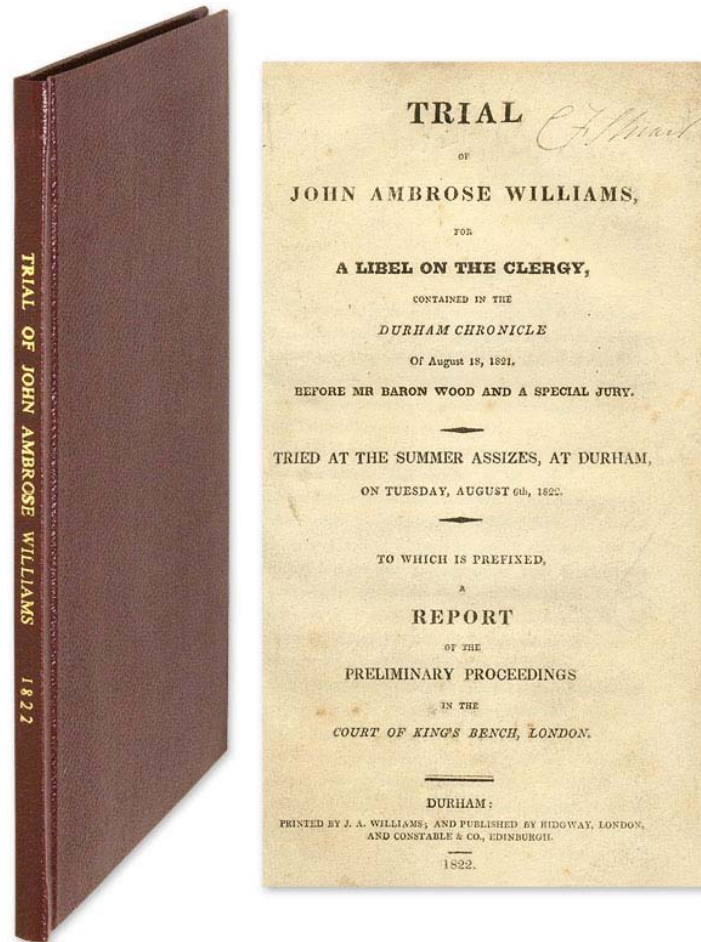 TRIAL OF JOHN AMBROSE WILLIAMS 1822
TRIAL
OF
JOHN AMBROSE WILLIAMS,
FOR
A LIBEL ON THE CLERGY,
CONTAINED IN THE
DURHAM CHRONICLE
Of August 18, 1821.
BEFORE MR BARON WOOD AND A SPECIAL JURY.
TRIED AT THE SUMMER ASSIZES, AT DURHAM,
ON TUESDAY, AUGUST 6th, 1822.
TO WHICH IS PREFIXED,
A
REPORT
OF THE
PRELIMINARY PROCEEDINGS
IN THE
COURT OF KING'S BENCH, LONDON.
DURHAM:
PRINTED BY J. A. WILLIAMS; AND PUBLISHED BY RIDGWAY, LONDON,
AND CONSTABLE & CO., EDINBURGH.
1822.